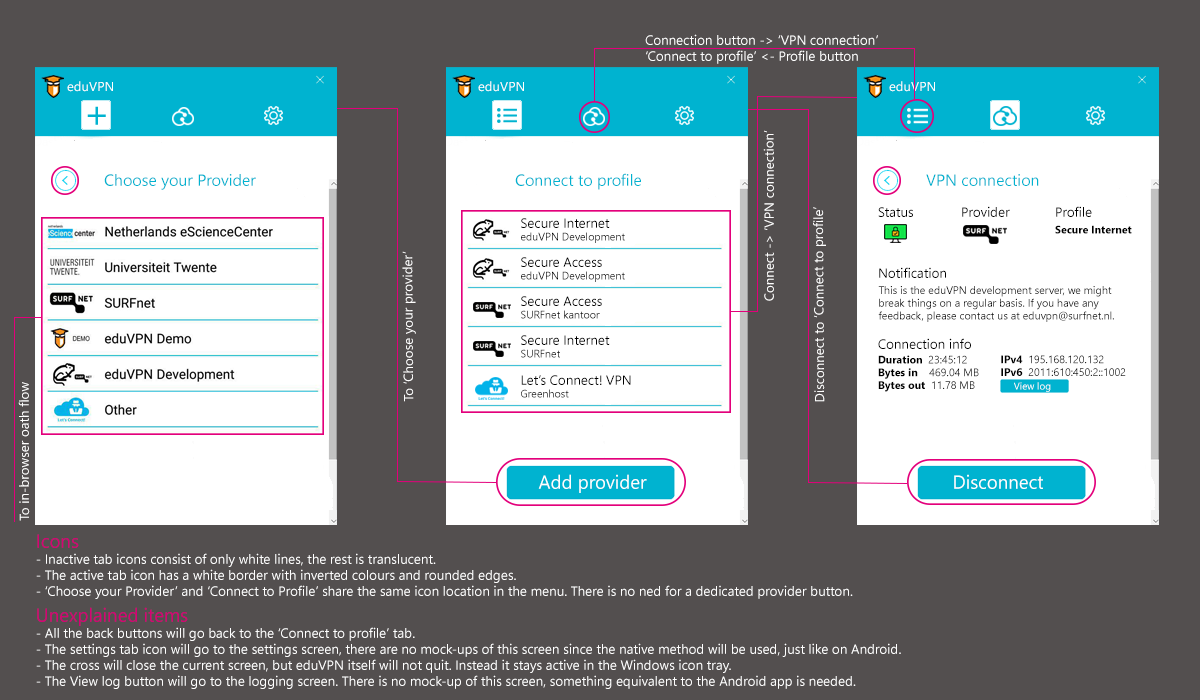 Connection button -> 'VPN connection'
'Connect to profile' <- Profile button
eduVPN
Choose your Provider
Netherlands eScienceCenter
UNIVERSITEIT TWENTE.
Universiteit Twente
SURF NET
SURFnet
DEMO
eduVPN Demo
eduVPN Development
Let's Connect!
Other
To in-browser oath flow
To 'Choose your provider'
eduVPN
Connect to profile
Secure Internet
eduVPN Development
Secure Access
eduVPN Development
SURF NET
Secure Access
SURFnet kantoor
SURF NET
Secure Internet
SURFnet
Let's Connect! VPN
Greenhost
Add provider
Connect -> 'VPN connection'
Disconnect to 'Connect to profile'
eduVPN
VPN connection
Status Provider Profile
SURF NET Secure Internet
Notification
This is the eduVPN development server, we might
break things on a regular basis. If you have any
feedback, please contact us at eduvpn@surfnet.nl.
Connection info
Duration 23:45:12 IPv4 195.168.120.132
Bytes in 469.04 MB IPv6 2011:610:450:2::1002
Bytes out 11.78 MB View log
Disconnect
Icons
- Inactive tab icons consist of only white lines, the rest is translucent.
- The active tab icon has a white border with inverted colours and rounded edges.
- 'Choose your Provider' and 'Connect to Profile' share the same icon location in the menu. There is no ned for a dedicated provider button.
Unexplained items
- All the back buttons will go back to the 'Connect to profile' tab.
- The settings tab icon will go to the settings screen, there are no mock-ups of this screen since the native method will be used, just like on Android.
- The cross will close the current screen, but eduVPN itself will not quit. Instead it stays active in the Windows icon tray.
- The View log button will go to the logging screen. There is no mock-up of this screen, something equivalent to the Android app is needed.